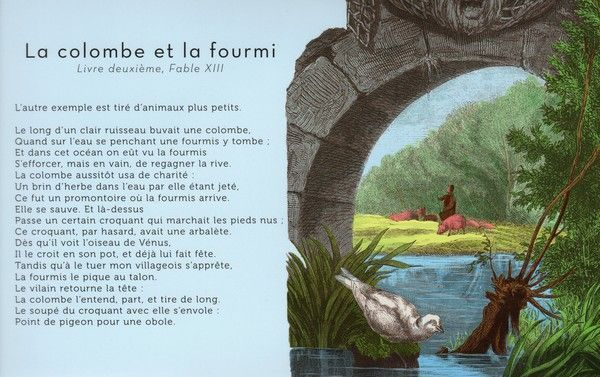 La colombe et la fourmi
Livre deuxième, Fable XIII
L'autre exemple est tiré d'animaux plus petits.
Le long d'un clair ruisseau buvait une colombe,
Quand sur l'eau se penchant une fourmis y tombe ;
Et dans cet océan on eût vu la fourmis
S'efforcer, mais en vain, de regagner la rive.
La colombe aussitôt usa de charité :
Un brin d'herbe dans l'eau par elle étant jeté,
Ce fut un promontoire où la fourmis arrive.
Elle se sauve. Et là-dessus
Passe un certain croquant qui marchait les pieds nus ;
Ce croquant, par hasard, avait une arbalète.
Dès qu'il voit l'oiseau de Vénus,
Il le croit en son pot, et déjà lui fait fête.
Tandis qu'à le tuer mon villageois s'apprête,
La fourmis le pique au talon.
Le vilain retourne la tête :
La colombe l'entend, part, et tire de long.
Le soupé du croquant avec elle s'envole :
Point de pigeon pour une obole.